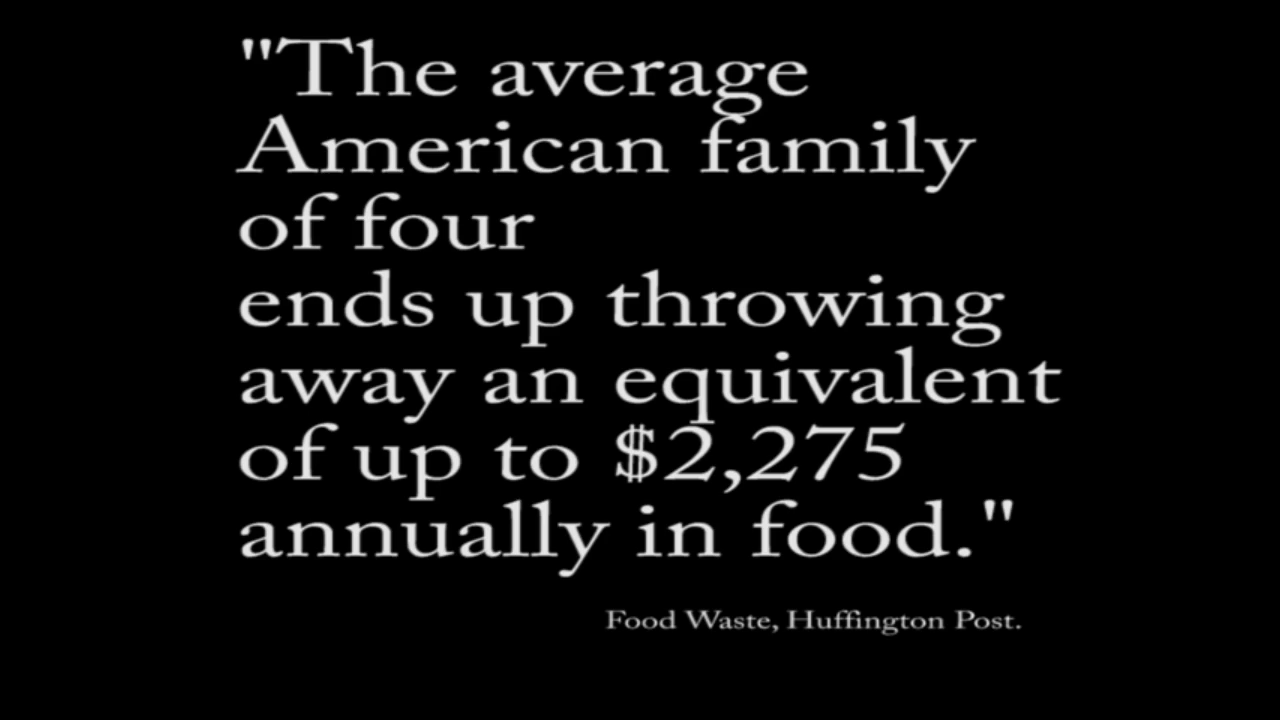 "The average
American family
of four
ends up throwing
away an equivalent
of up to $2,275
annually in food."
Food Waste, Huffington Post.